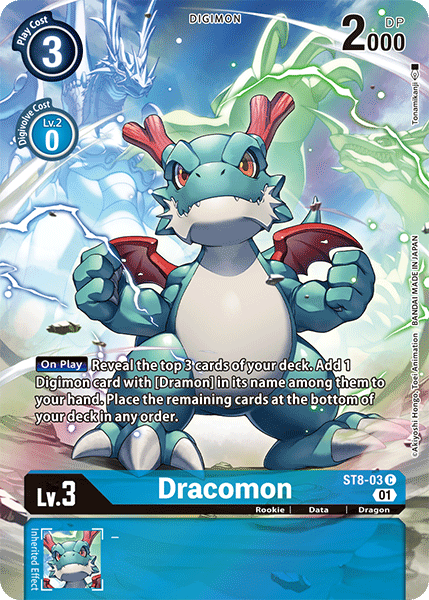 Play Cost
3
DIGIMON
DP
2000
Digivolve Cost
Lv.2
0
Tonamikanji
BANDAI MADE IN JAPAN
©Akiyoshi Hongo, Toei Animation
On Play Reveal the top 3 cards of your deck. Add 1
Digimon card with [Dramon] in its name among them to
your hand. Place the remaining cards at the bottom of
your deck in any order.
Lv.3
Dracomon
ST8-03 C
01
Rookie | Data | Dragon
Inherited Effect
–